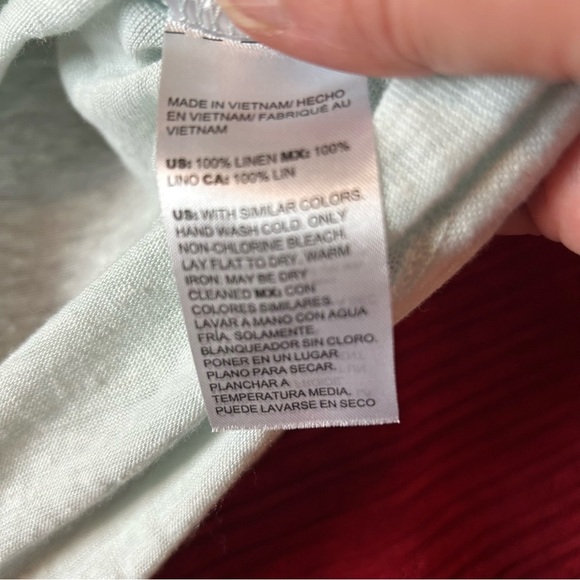 MADE IN VIETNAM/ HECHO
EN VIETNAM/ FABRIQUÉ AU
VIETNAM
US: 100% LINEN MX: 100%
LINO CA: 100% LIN
US: WITH SIMILAR COLORS.
HAND WASH COLD. ONLY
NON-CHLORINE BLEACH.
LAY FLAT TO DRY. WARM
IRON. MAY BE DRY
CLEANED MX: CON
COLORES SIMILARES.
LAVAR A MANO CON AGUA
FRÍA. SOLAMENTE.
BLANQUEADOR SIN CLORO.
PONER EN UN LUGAR
PLANO PARA SECAR.
PLANCHAR A
TEMPERATURA MEDIA.
PUEDE LAVARSE EN SECO